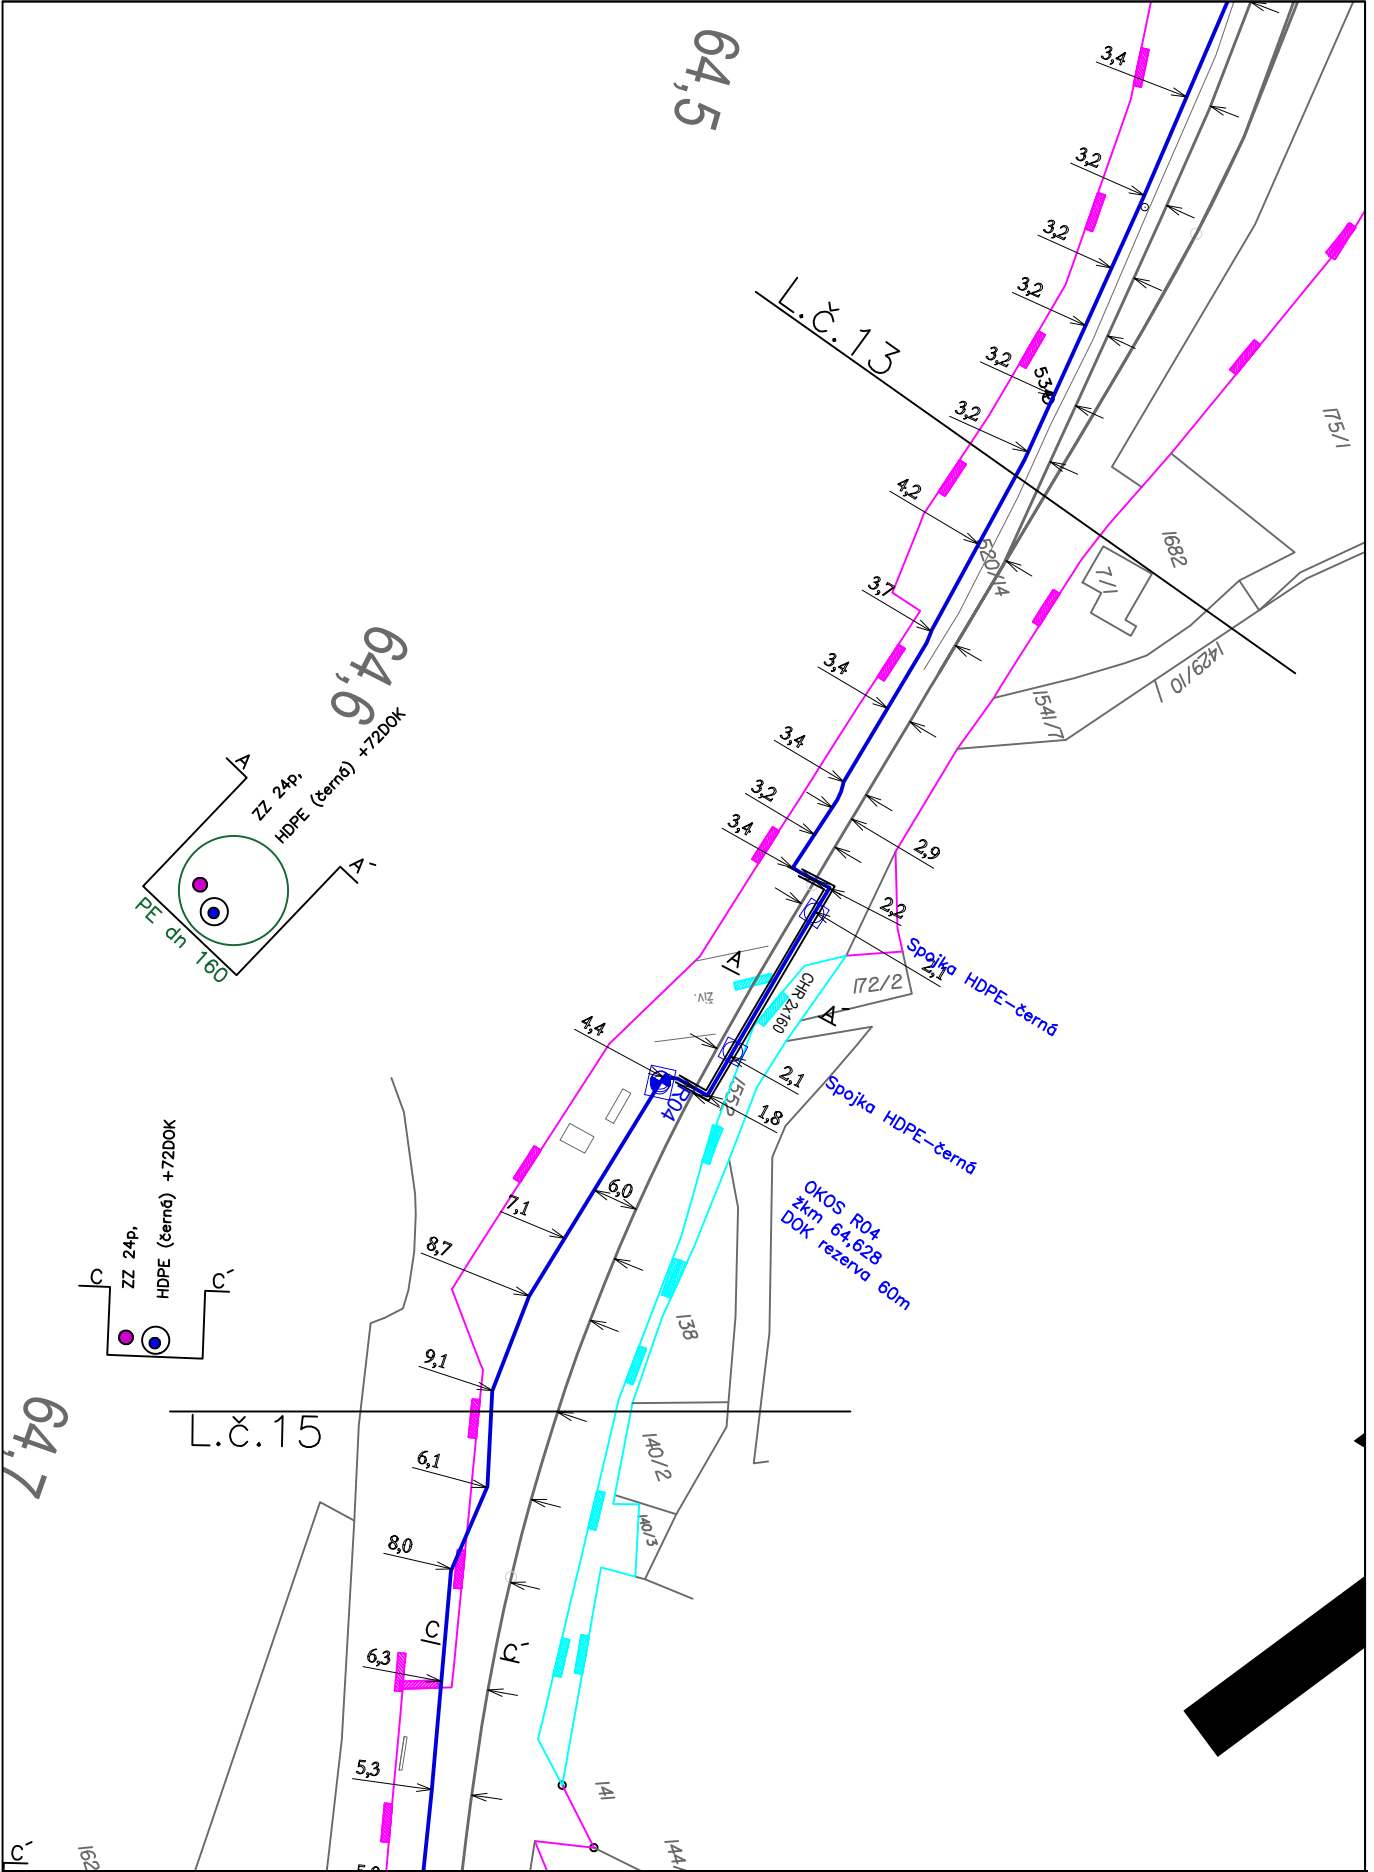 64,5
3,4
3,2
3,2
3,2
3,2
53
3,2
L.č.13
4,2
175/1
1682
7/1
520/14
3,7
1429/10
1541/7
3,4
64,6
3,4
3,2
3,4
2,9
A
ZZ 24p,
HDPE (černá) +72DOK
A´
PE dn 160
2,2
2,1
Spojka HDPE-černá
A
živ.
CHR 2x160
172/2
A´
4,4
2,1
1,8
Spojka HDPE-černá
R04
OKOS R04
žkm 64,628
DOK rezerva 60m
6,0
7,1
8,7
C
ZZ 24p,
HDPE (černá) +72DOK
C´
138
9,1
L.č.15
64,7
6,1
140/2
140/3
8,0
C
C´
6,3
5,3
141
C´